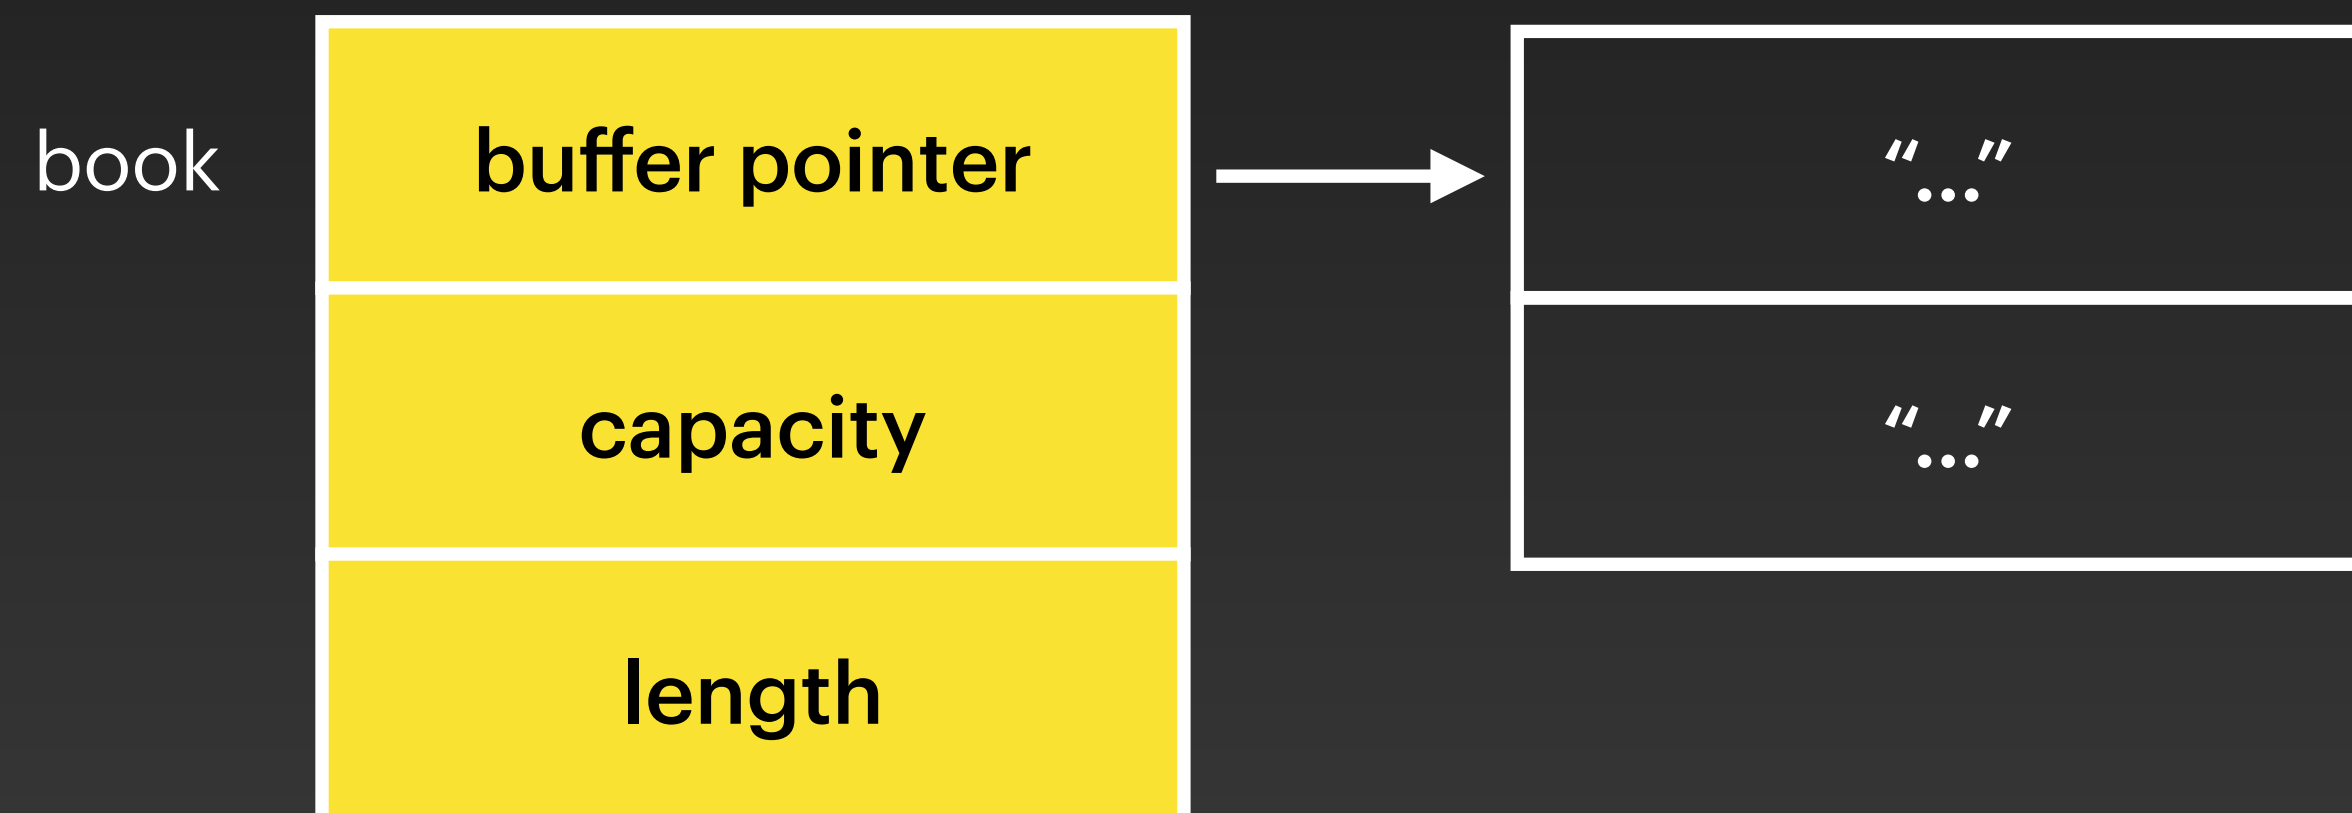 book
buffer pointer
“...”
capacity
“...”
length